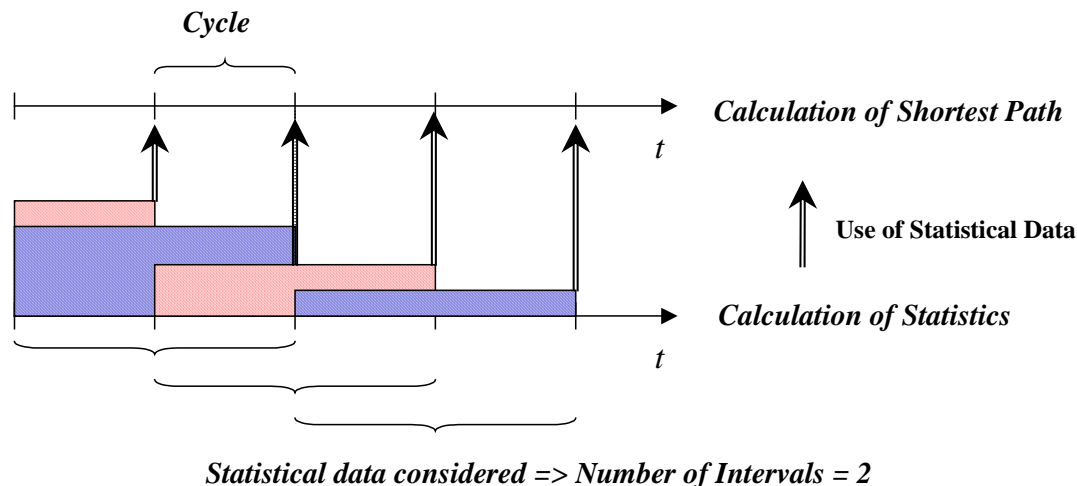 Cycle
Calculation of Shortest Path
t
Use of Statistical Data
Calculation of Statistics
t
Statistical data considered => Number of Intervals = 2